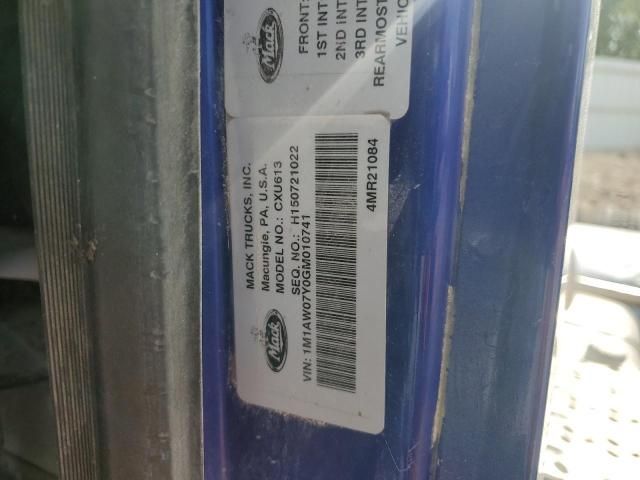 Mack
FRONT:
1ST INT
2ND INT
3RD INT
REARMOST
VEHIC
MACK TRUCKS, INC.
Macungie, PA, U.S.A.
MODEL NO.: CXU613
SEQ. NO.: H150721022
Mack
VIN: 1M1AW07Y0GM010741
4MR21084